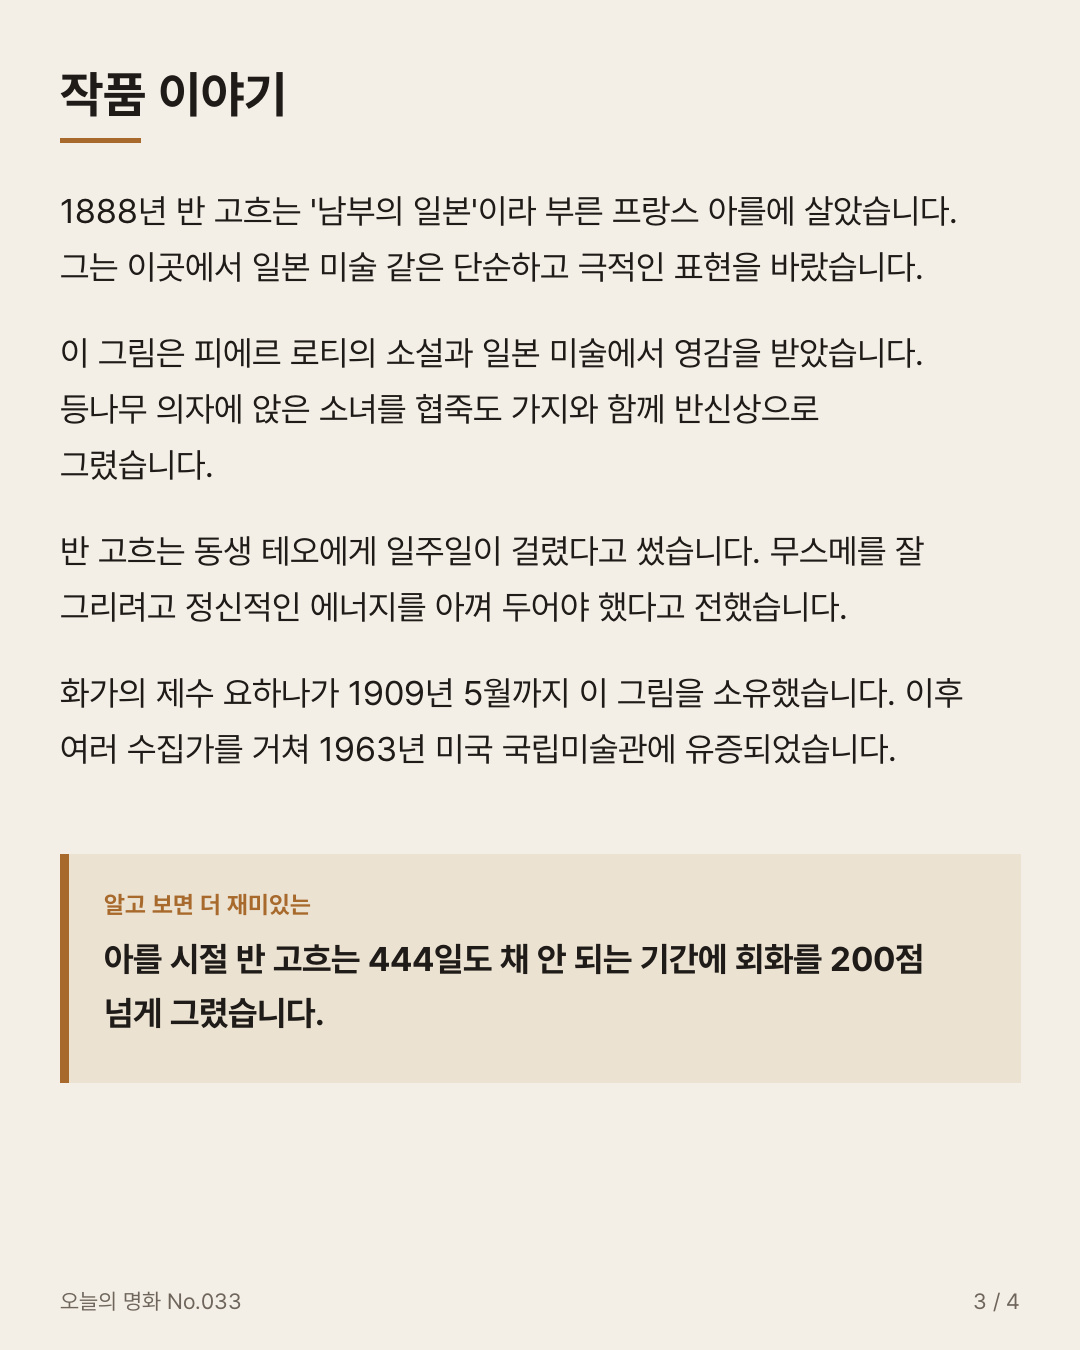 작품 이야기
1888년 반 고흐는 '남부의 일본'이라 부른 프랑스 아를에 살았습니다.
그는 이곳에서 일본 미술 같은 단순하고 극적인 표현을 바랐습니다.
이 그림은 피에르 로티의 소설과 일본 미술에서 영감을 받았습니다.
등나무 의자에 앉은 소녀를 협죽도 가지와 함께 반신상으로
그렸습니다.
반 고흐는 동생 테오에게 일주일이 걸렸다고 썼습니다. 무스메를 잘
그리려고 정신적인 에너지를 아껴 두어야 했다고 전했습니다.
화가의 제수 요하나가 1909년 5월까지 이 그림을 소유했습니다. 이후
여러 수집가를 거쳐 1963년 미국 국립미술관에 유증되었습니다.
알고 보면 더 재미있는
아를 시절 반 고흐는 444일도 채 안 되는 기간에 회화를 200점
넘게 그렸습니다.
오늘의 명화 No.033
3 / 4